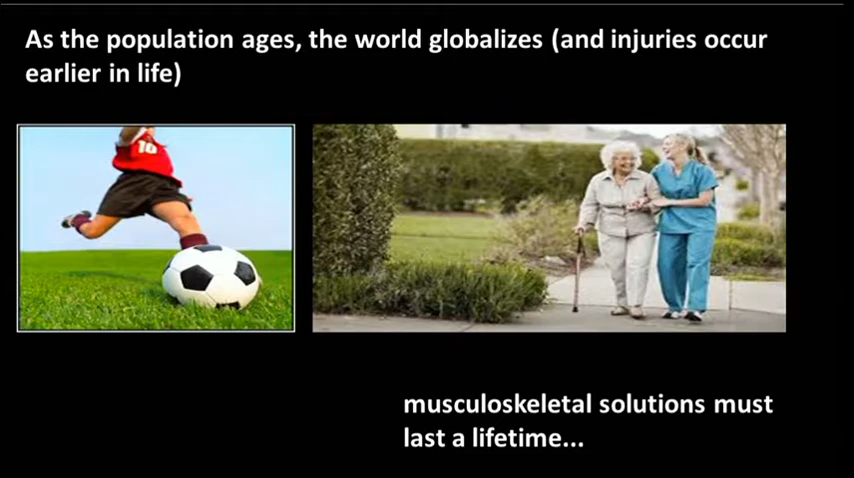 As the population ages, the world globalizes (and injuries occur
earlier in life)
10
musculoskeletal solutions must
last a lifetime...